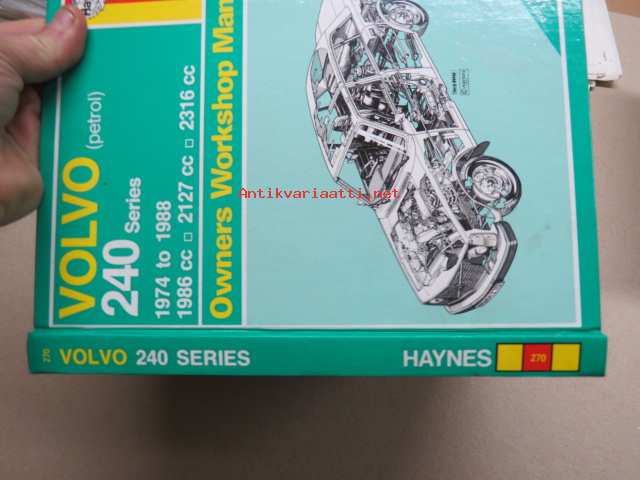 Ha
VOLVO (petrol)
240 Series
1974 to 1988
1986 cc □ 2127 cc □ 2316 cc
Owners Workshop Man
Antikvariaatti.net
270 VOLVO 240 SERIES HAYNES 270